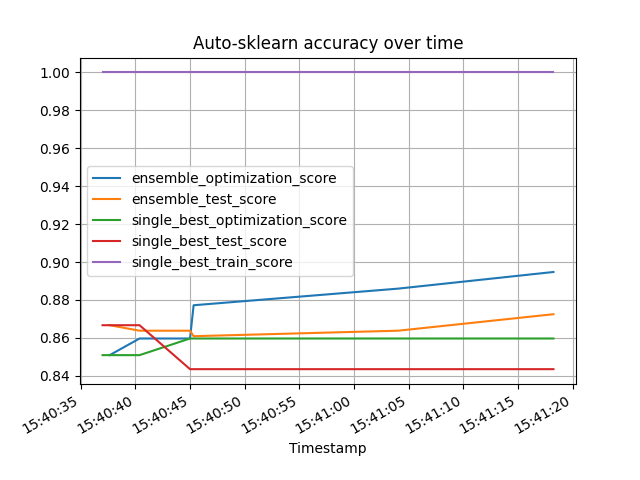 Auto-sklearn accuracy over time
1.00
0.98
0.96
0.94
0.92
0.90
0.88
0.86
0.84
ensemble_optimization_score
ensemble_test_score
single_best_optimization_score
single_best_test_score
single_best_train_score
15:40:35
15:40:40
15:40:45
15:40:50
15:40:55
15:41:00
15:41:05
15:41:10
15:41:15
15:41:20
Timestamp